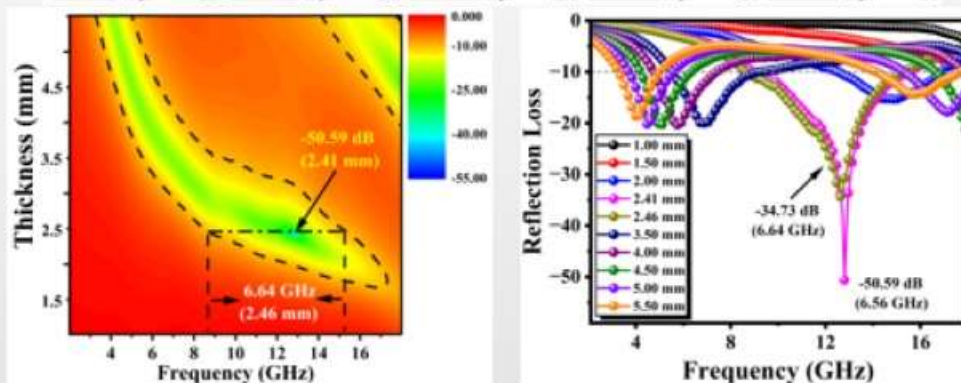 0.000
-10.00
-25.00
-40.00
-55.00
-50.59 dB
(2.41 mm)
6.64 GHz
(2.46 mm)
Thickness (mm)
4.5
3.5
2.5
1.5
4 6 8 10 12 14 16
Frequency (GHz)
Reflection Loss
0
-10
-20
-30
-40
-50
1.00 mm
1.50 mm
2.00 mm
2.41 mm
2.46 mm
3.50 mm
4.00 mm
4.50 mm
5.00 mm
5.50 mm
-34.73 dB
(6.64 GHz)
-50.59 dB
(6.56 GHz)
4 8 12 16
Frequency (GHz)